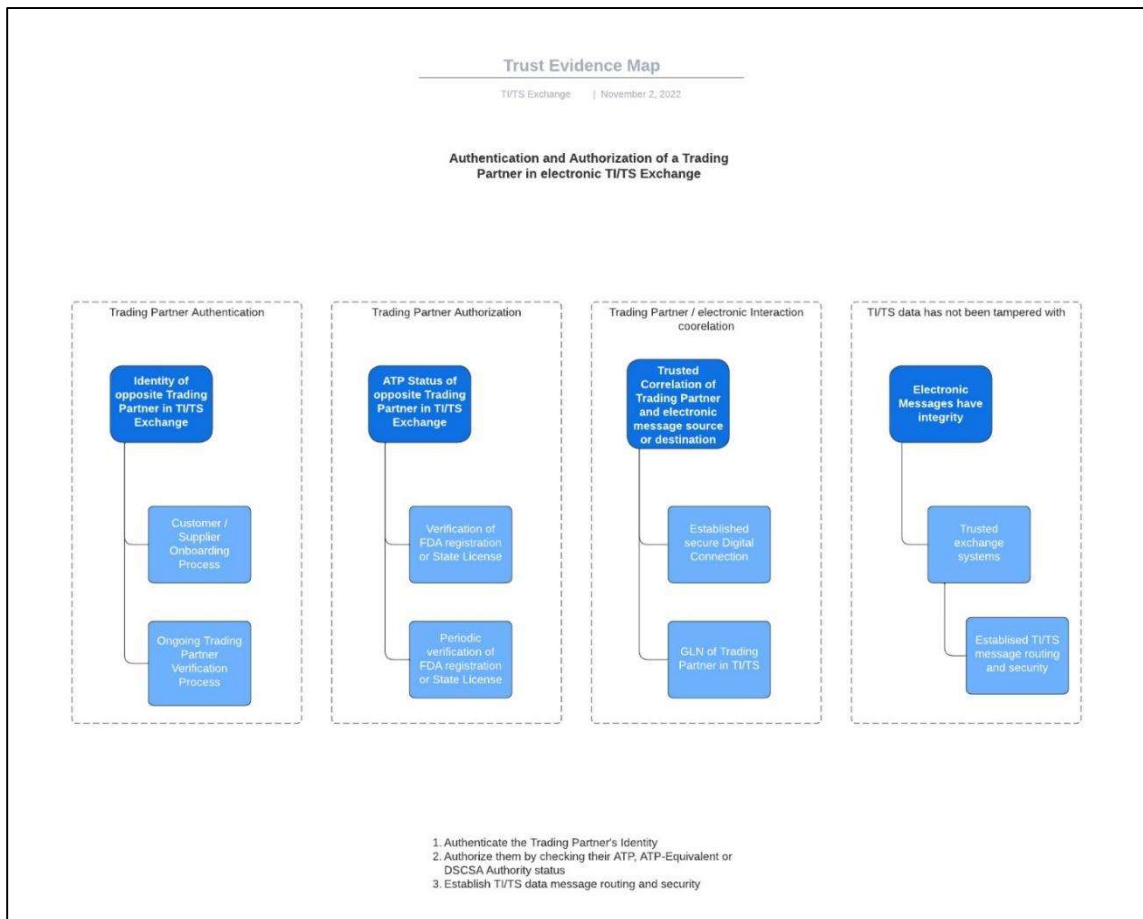 Trust Evidence Map
TI/TS Exchange | November 2, 2022
Authentication and Authorization of a Trading
Partner in electronic TI/TS Exchange
Trading Partner Authentication
Identity of
opposite Trading
Partner in TI/TS
Exchange
Customer /
Supplier
Onboarding
Process
Ongoing Trading
Partner
Verification
Process
Trading Partner Authorization
ATP Status of
opposite Trading
Partner in TI/TS
Exchange
Verification of
FDA registration
or State License
Periodic
verification of
FDA registration
or State License
Trading Partner / electronic Interaction
coorelation
Trusted
Correlation of
Trading Partner
and electronic
message source
or destination
Established
secure Digital
Connection
GLN of Trading
Partner in TI/TS
TI/TS data has not been tampered with
Electronic
Messages have
integrity
Trusted
exchange
systems
Establised TI/TS
message routing
and security
1. Authenticate the Trading Partner's Identity
2. Authorize them by checking their ATP, ATP-Equivalent or
DSCSA Authority status
3. Establish TI/TS data message routing and security